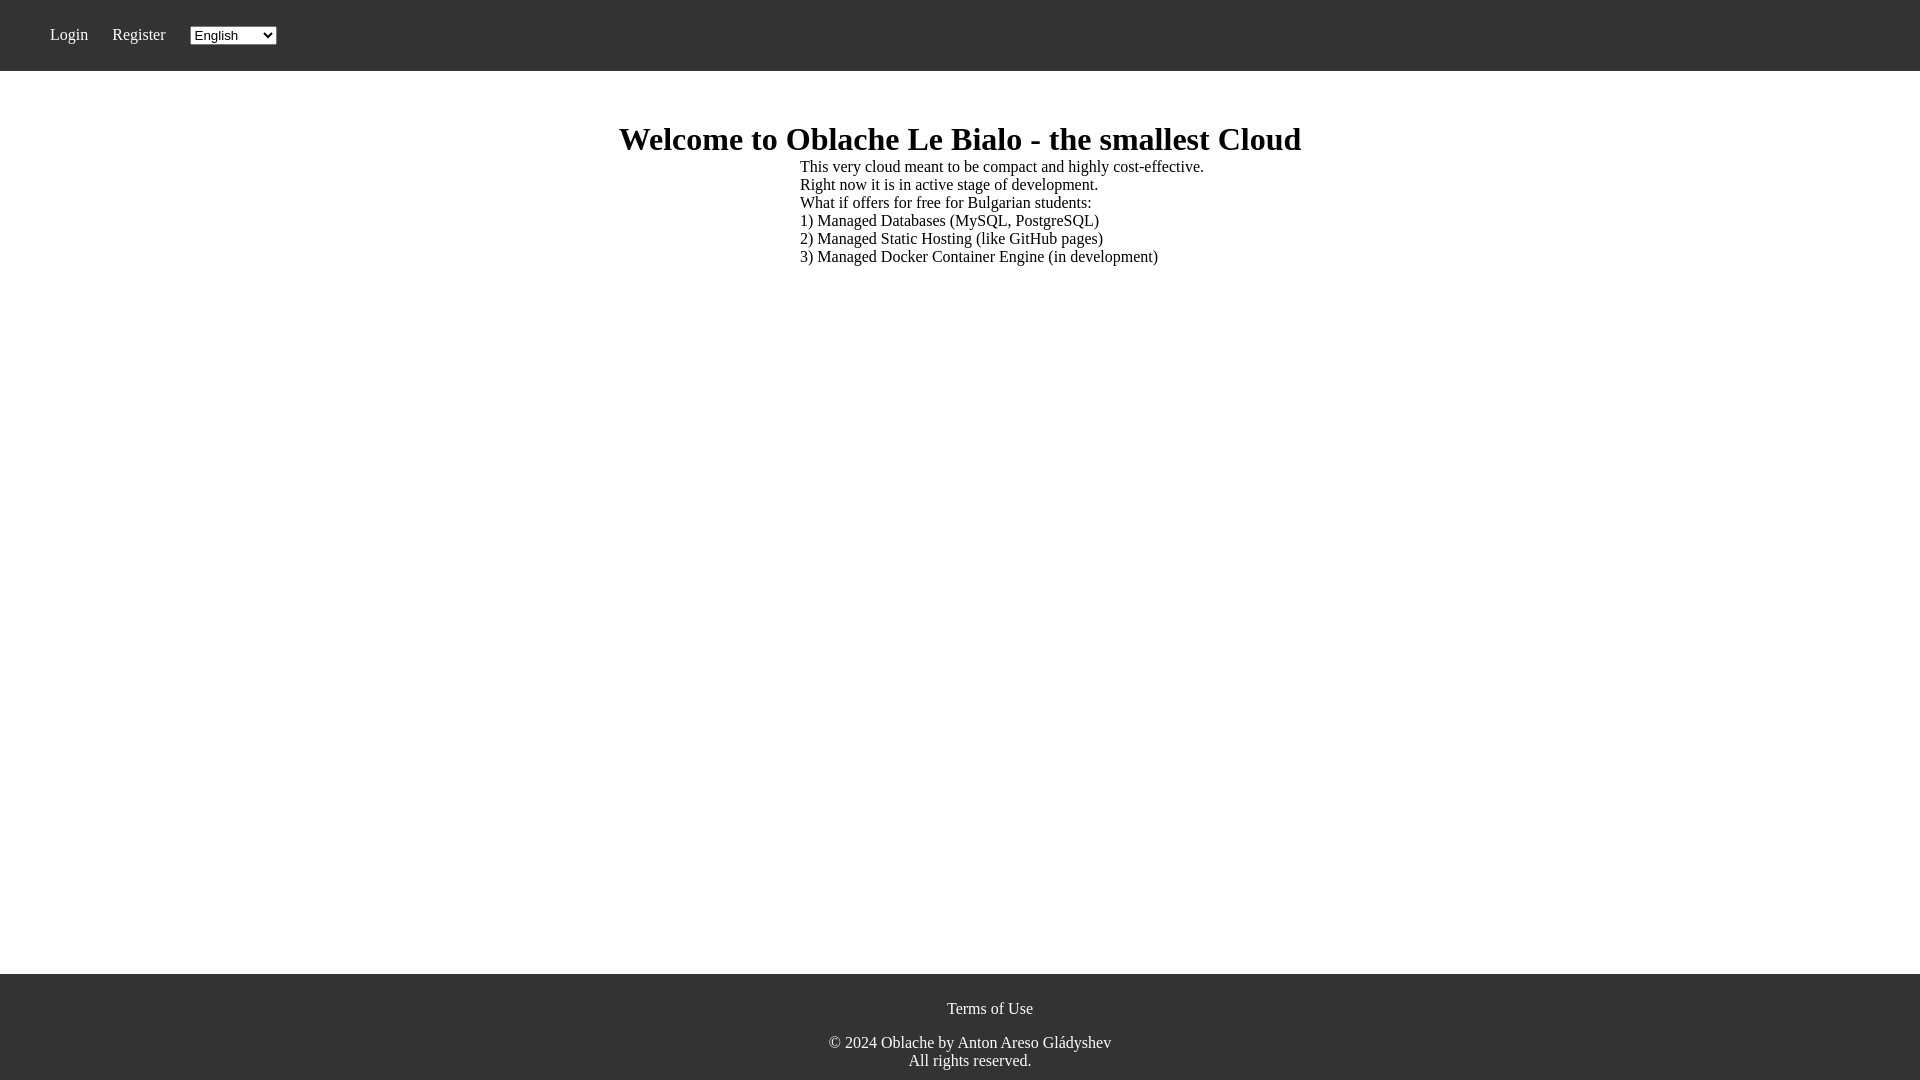 Login
Register
English
Welcome to Oblache Le Bialo - the smallest Cloud
This very cloud meant to be compact and highly cost-effective.
Right now it is in active stage of development.
What if offers for free for Bulgarian students:
1) Managed Databases (MySQL, PostgreSQL)
2) Managed Static Hosting (like GitHub pages)
3) Managed Docker Container Engine (in development)
Terms of Use
© 2024 Oblache by Anton Areso Gládyshev
All rights reserved.